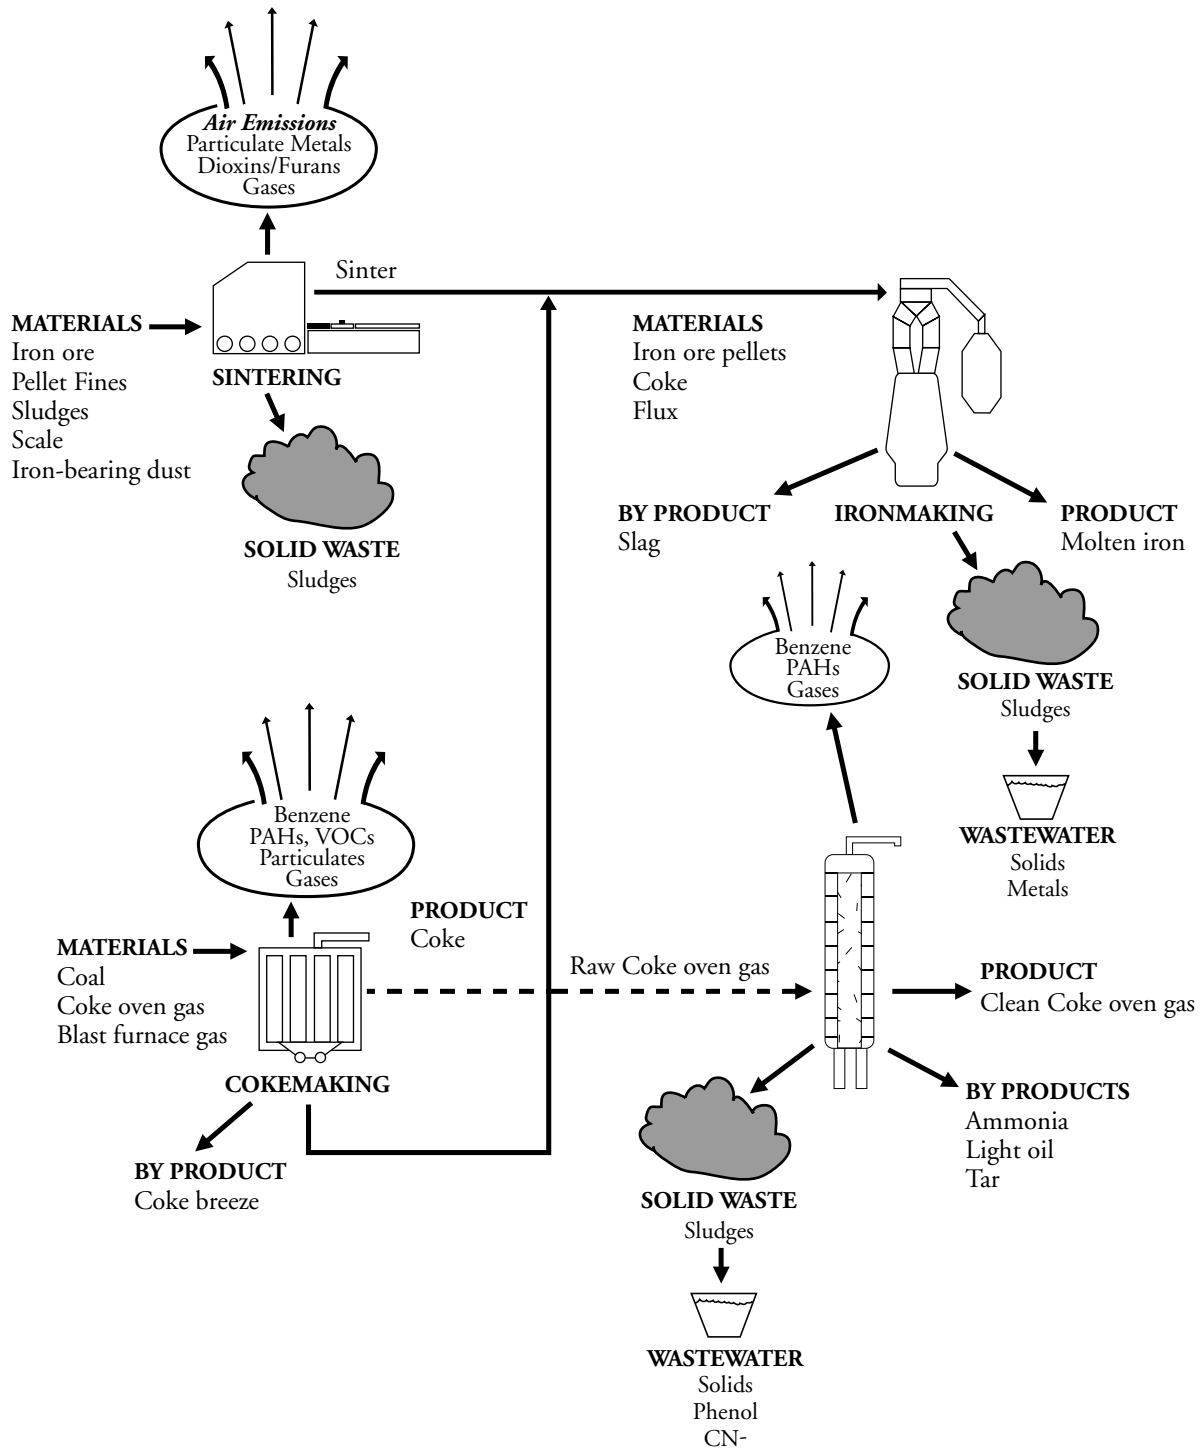 Air Emissions
Particulate Metals
Dioxins/Furans
Gases
Sinter
MATERIALS
Iron ore
Pellet Fines
Sludges
Scale
Iron-bearing dust
SINTERING
SOLID WASTE
Sludges
MATERIALS
Iron ore pellets
Coke
Flux
BY PRODUCT
Slag
IRONMAKING
PRODUCT
Molten iron
SOLID WASTE
Sludges
WASTEWATER
Solids
Metals
Benzene
PAHs
Gases
Benzene
PAHs, VOCs
Particulates
Gases
PRODUCT
Coke
MATERIALS
Coal
Coke oven gas
Blast furnace gas
COKEMAKING
BY PRODUCT
Coke breeze
Raw Coke oven gas
PRODUCT
Clean Coke oven gas
BY PRODUCTS
Ammonia
Light oil
Tar
SOLID WASTE
Sludges
WASTEWATER
Solids
Phenol
CN-